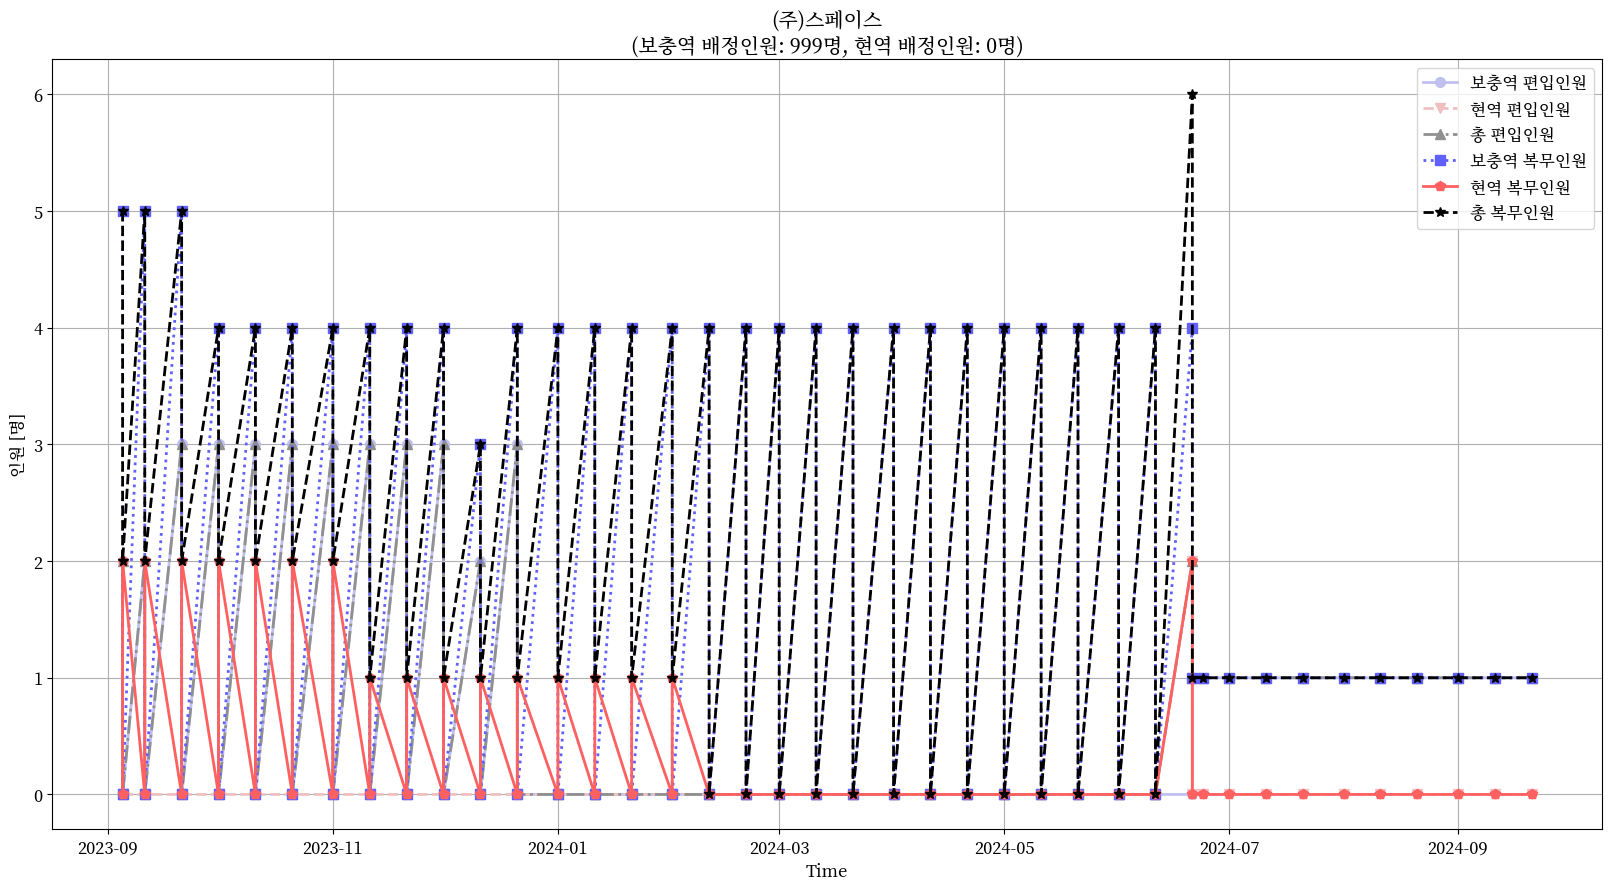 (주)스페이스
(보충역 배정인원: 999명, 현역 배정인원: 0명)
보충역 편입인원
현역 편입인원
총 편입인원
보충역 복무인원
현역 복무인원
총 복무인원
인원 [명]
6
5
4
3
2
1
0
2023-09
2023-11
2024-01
2024-03
2024-05
2024-07
2024-09
Time